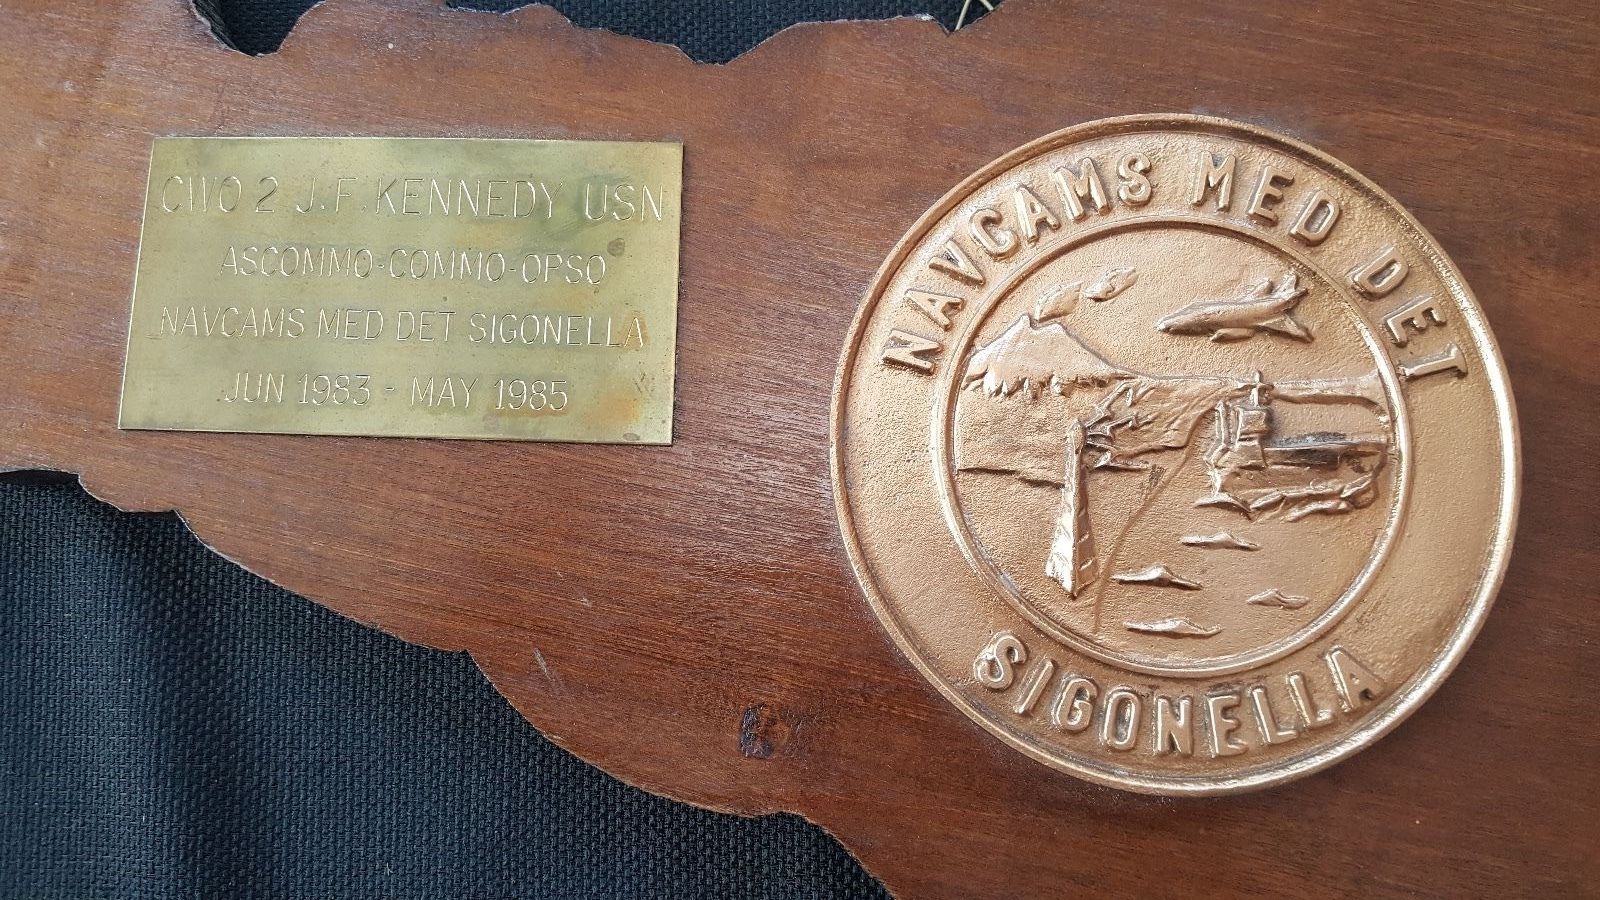 CWO 2 J.F. KENNEDY USN
ASCOMMO-COMMO-OPSO
NAVCAMS MED DET SIGONELLA
JUN 1983 - MAY 1985
NAVCAMS MED DET
SIGONELLA